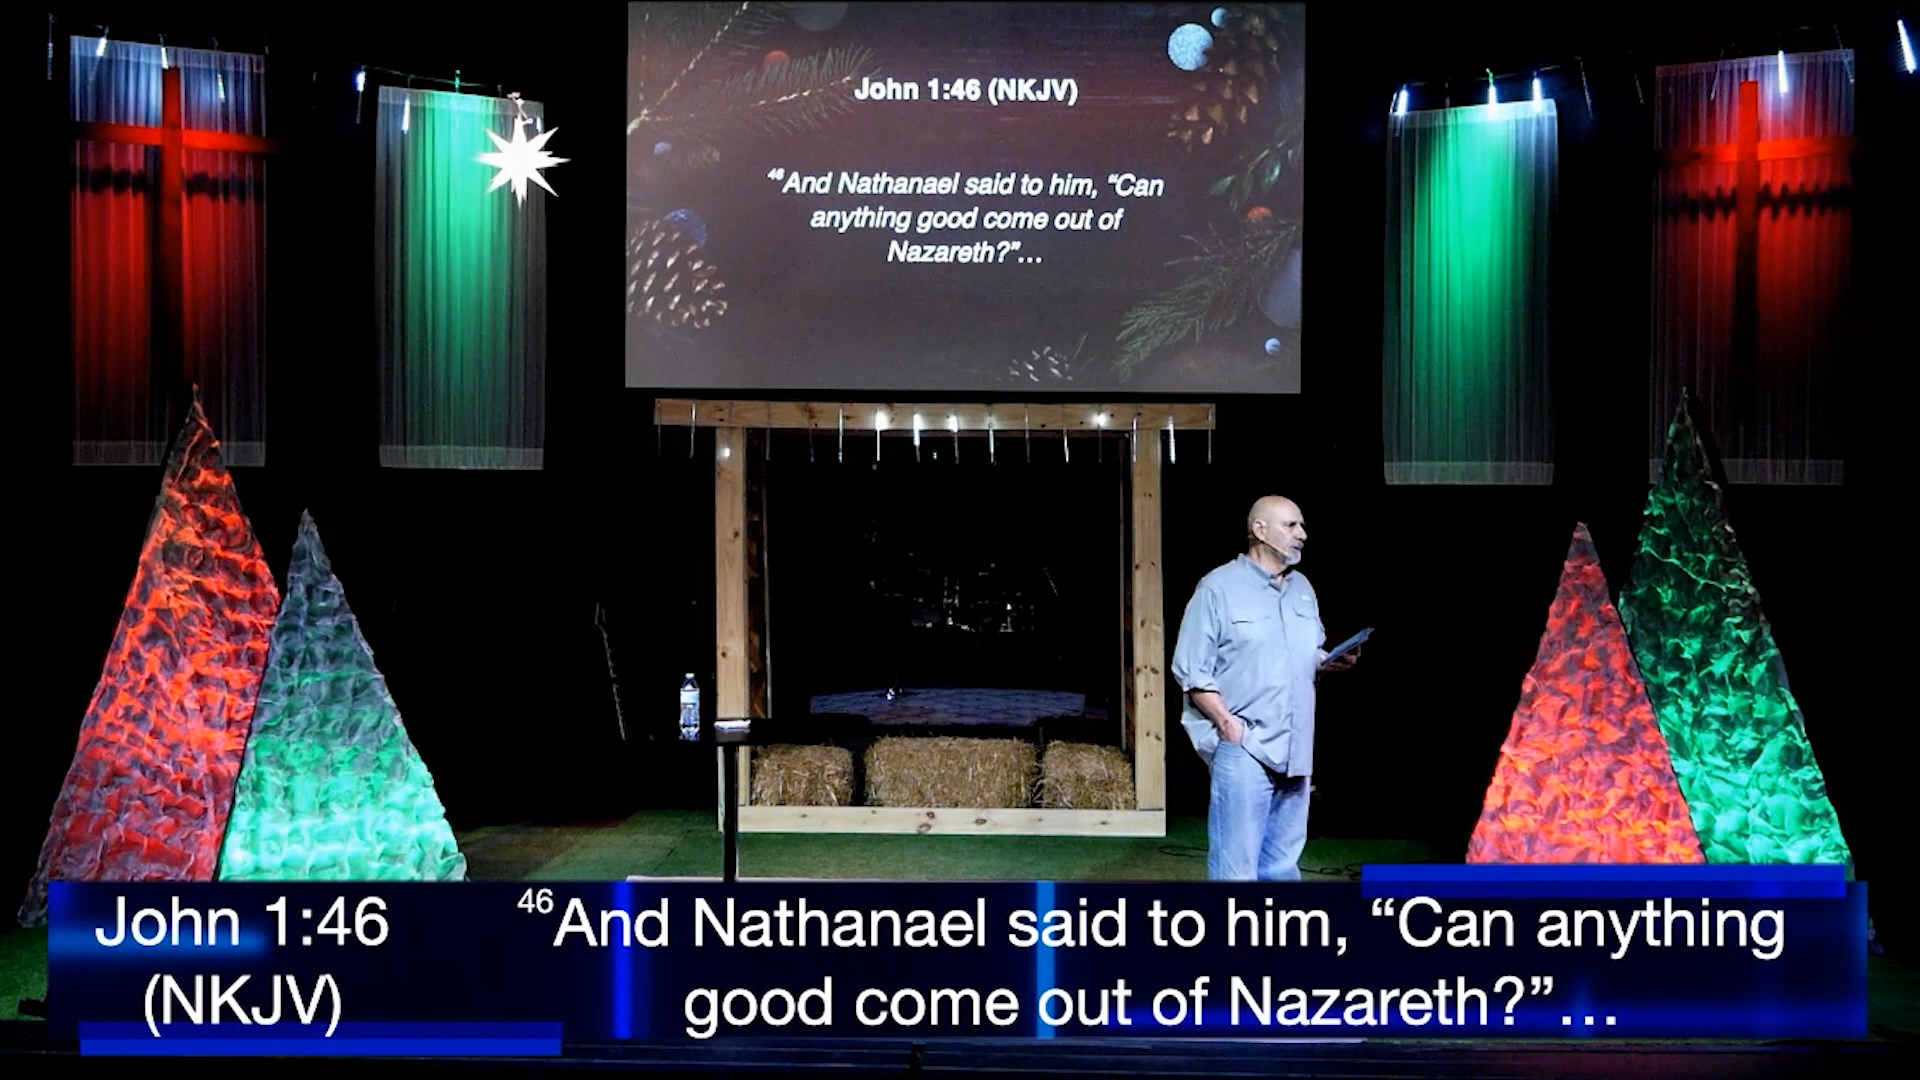 John 1:46 (NKJV)
⁴⁶And Nathanael said to him, “Can
anything good come out of
Nazareth?”…
John 1:46
(NKJV)
⁴⁶And Nathanael said to him, “Can anything
good come out of Nazareth?”…